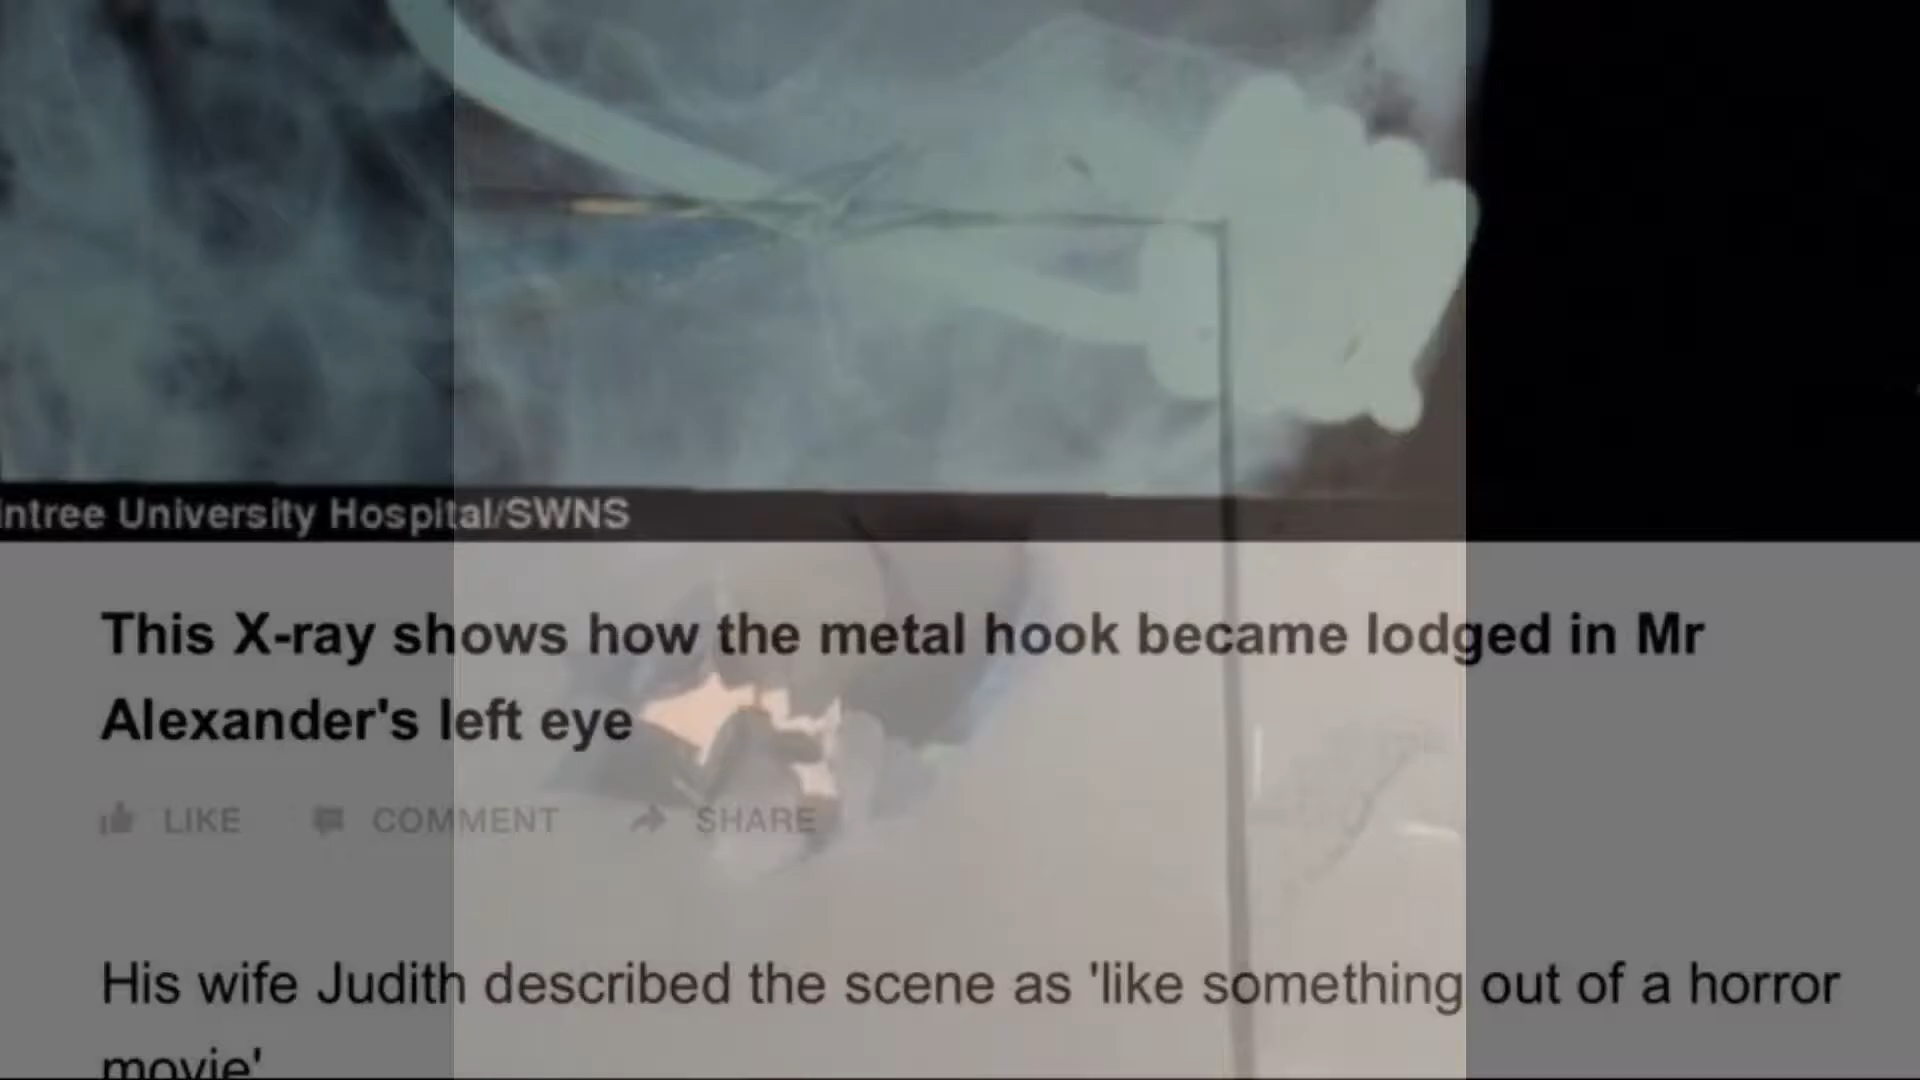 intree University Hospital/SWNS
This X-ray shows how the metal hook became lodged in Mr
Alexander's left eye
LIKE COMMENT SHARE
His wife Judith described the scene as 'like something out of a horror
movie'